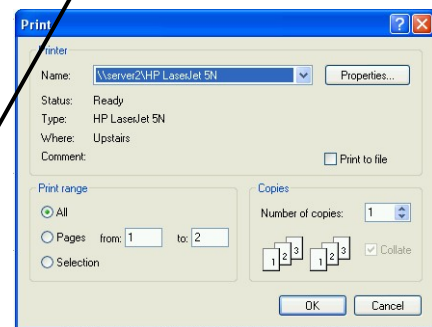 Print
Printer
Name: \\server2\HP LaserJet 5N Properties...
Status: Ready
Type: HP LaserJet 5N
Where: Upstairs
Comment: Print to file
Print range
All
Pages from: 1 to: 2
Selection
Copies
Number of copies: 1
1 2 3 1 2 3 Collate
OK Cancel